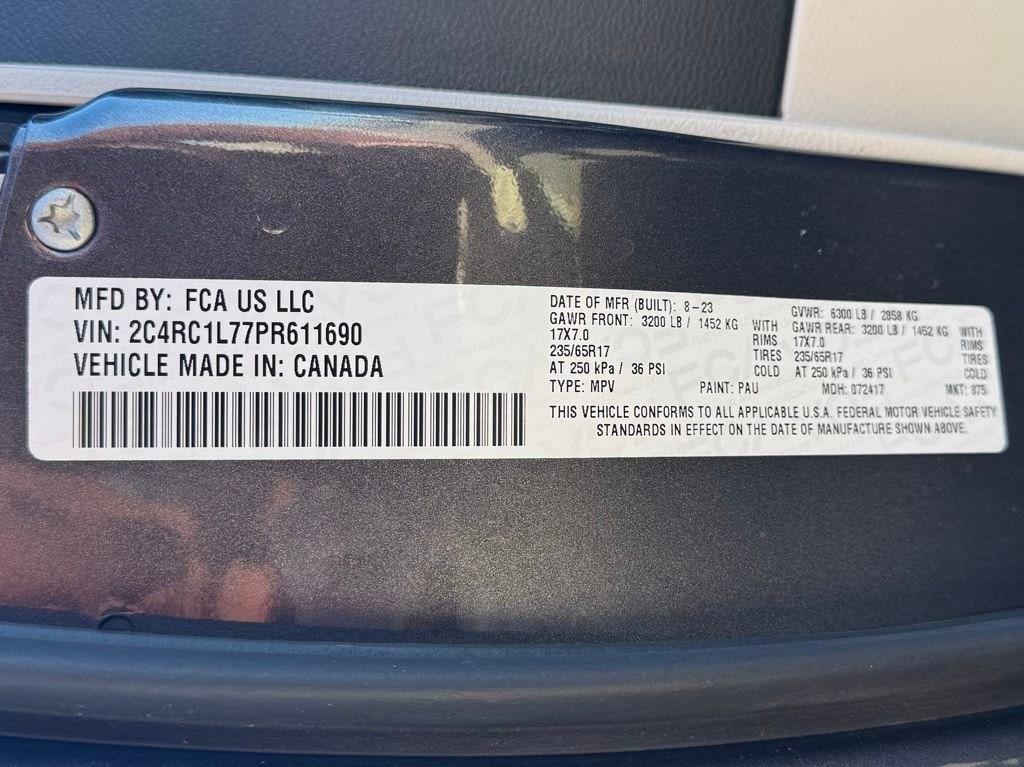 MFD BY: FCA US LLC
VIN: 2C4RC1L77PR611690
VEHICLE MADE IN: CANADA
DATE OF MFR (BUILT): 8-23
GVWR: 6300 LB / 2858 KG
GAWR FRONT: 3200 LB / 1452 KG WITH GAWR REAR: 3200 LB / 1452 KG WITH
17X7.0 RIMS 17X7.0 RIMS
235/65R17 TIRES 235/65R17 TIRES
AT 250 kPa / 36 PSI COLD AT 250 kPa / 36 PSI COLD
TYPE: MPV PAINT: PAU MDH: 072417 MKT: 875
THIS VEHICLE CONFORMS TO ALL APPLICABLE U.S.A. FEDERAL MOTOR VEHICLE SAFETY
STANDARDS IN EFFECT ON THE DATE OF MANUFACTURE SHOWN ABOVE.